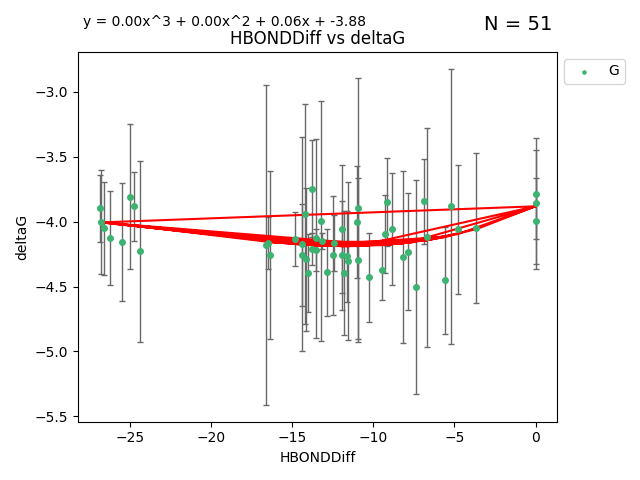 y = 0.00x^3 + 0.00x^2 + 0.06x + -3.88
N = 51
HBONDDiff vs deltaG
G
−3.0
−3.5
−4.0
−4.5
−5.0
−5.5
deltaG
−25
−20
−15
−10
−5
0
HBONDDiff